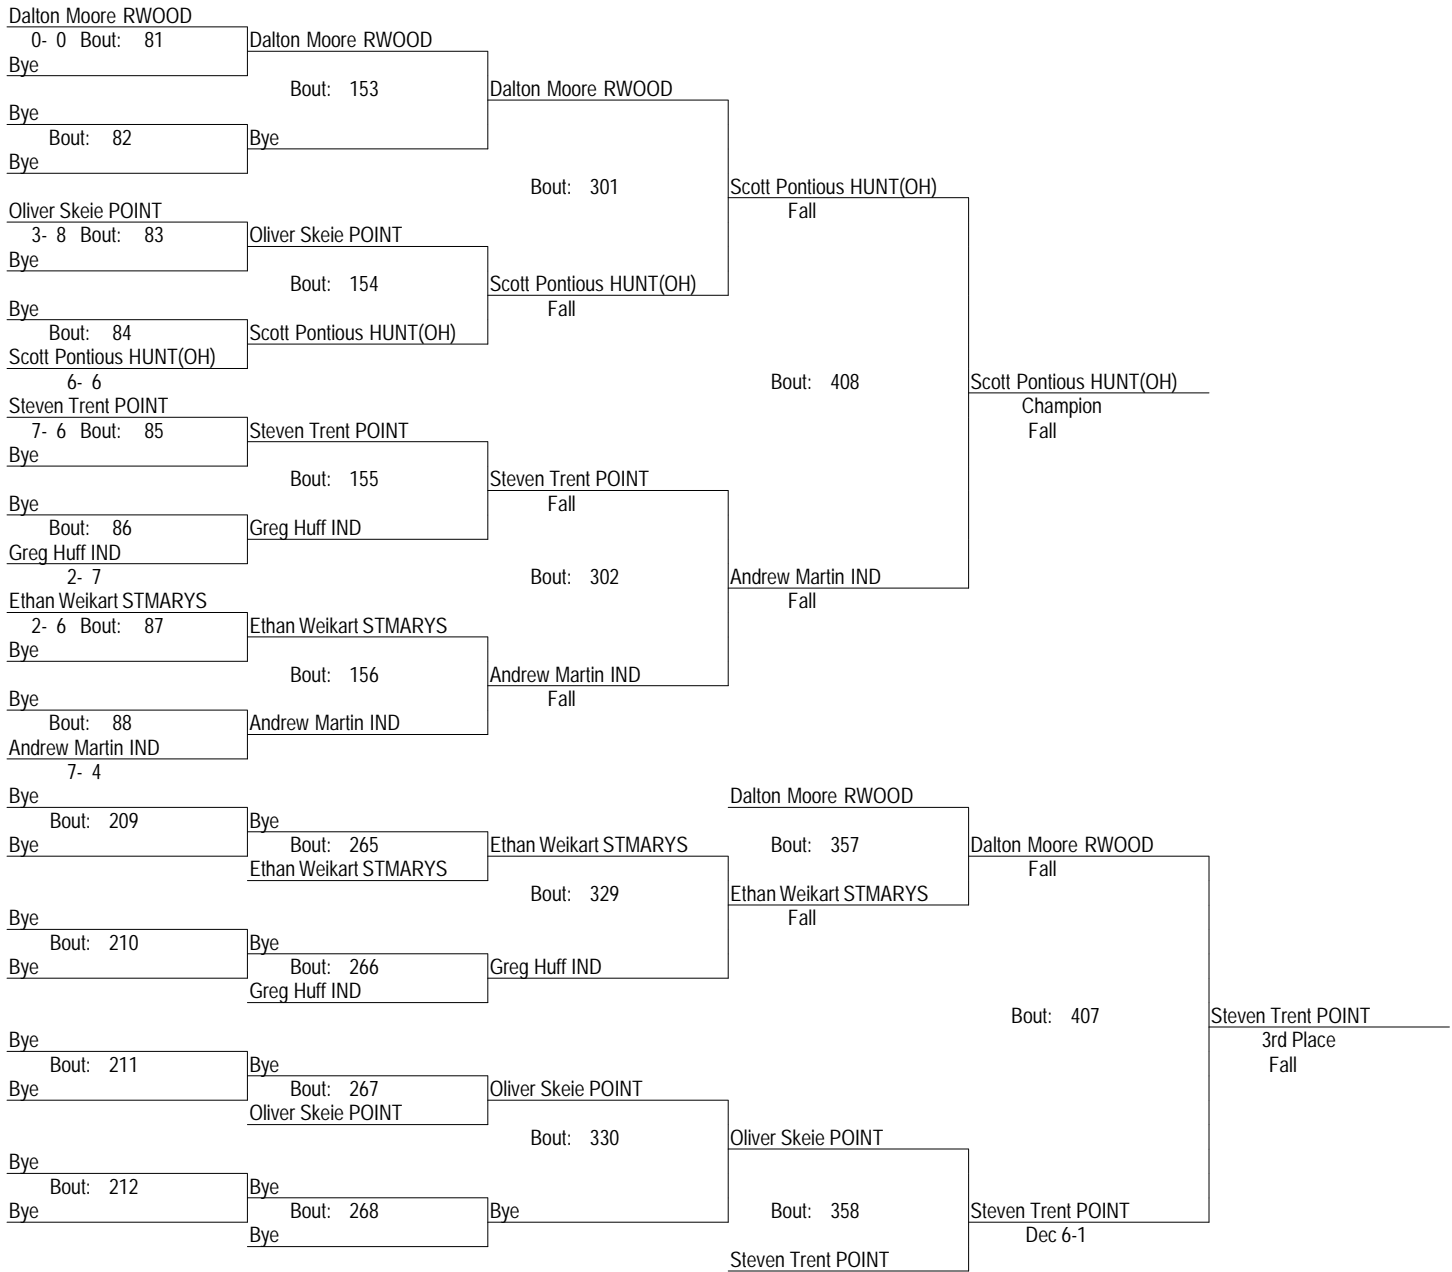 Dalton Moore RWOOD
0- 0 Bout: 81
Dalton Moore RWOOD
Bye
Bout: 153
Dalton Moore RWOOD
Bye
Bout: 82
Bye
Bye
Bout: 301
Scott Pontious HUNT(OH)
Fall
Oliver Skeie POINT
3- 8 Bout: 83
Oliver Skeie POINT
Bye
Bout: 154
Scott Pontious HUNT(OH)
Fall
Bye
Bout: 84
Scott Pontious HUNT(OH)
Scott Pontious HUNT(OH)
6- 6
Bout: 408
Scott Pontious HUNT(OH)
Champion
Fall
Steven Trent POINT
7- 6 Bout: 85
Steven Trent POINT
Bye
Bout: 155
Steven Trent POINT
Fall
Bye
Bout: 86
Greg Huff IND
Greg Huff IND
2- 7
Bout: 302
Andrew Martin IND
Fall
Ethan Weikart STMARYS
2- 6 Bout: 87
Ethan Weikart STMARYS
Bye
Bout: 156
Andrew Martin IND
Fall
Bye
Bout: 88
Andrew Martin IND
Andrew Martin IND
7- 4
Bye
Dalton Moore RWOOD
Bout: 209
Bye
Bye
Bout: 265
Ethan Weikart STMARYS
Bout: 357
Dalton Moore RWOOD
Fall
Ethan Weikart STMARYS
Bout: 329
Ethan Weikart STMARYS
Fall
Bye
Bout: 210
Bye
Bye
Bout: 266
Greg Huff IND
Greg Huff IND
Bout: 407
Steven Trent POINT
3rd Place
Fall
Bye
Bout: 211
Bye
Bye
Bout: 267
Oliver Skeie POINT
Oliver Skeie POINT
Bout: 330
Oliver Skeie POINT
Bye
Bout: 212
Bye
Bye
Bout: 268
Bye
Bye
Bout: 358
Steven Trent POINT
Dec 6-1
Steven Trent POINT